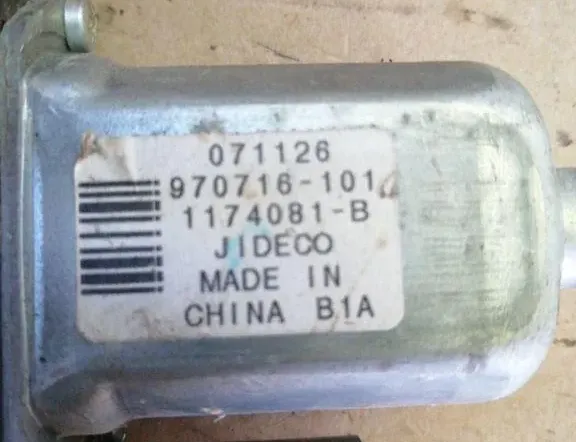 071126
970716-101
1174081-B
JIDECO
MADE IN
CHINA B1A